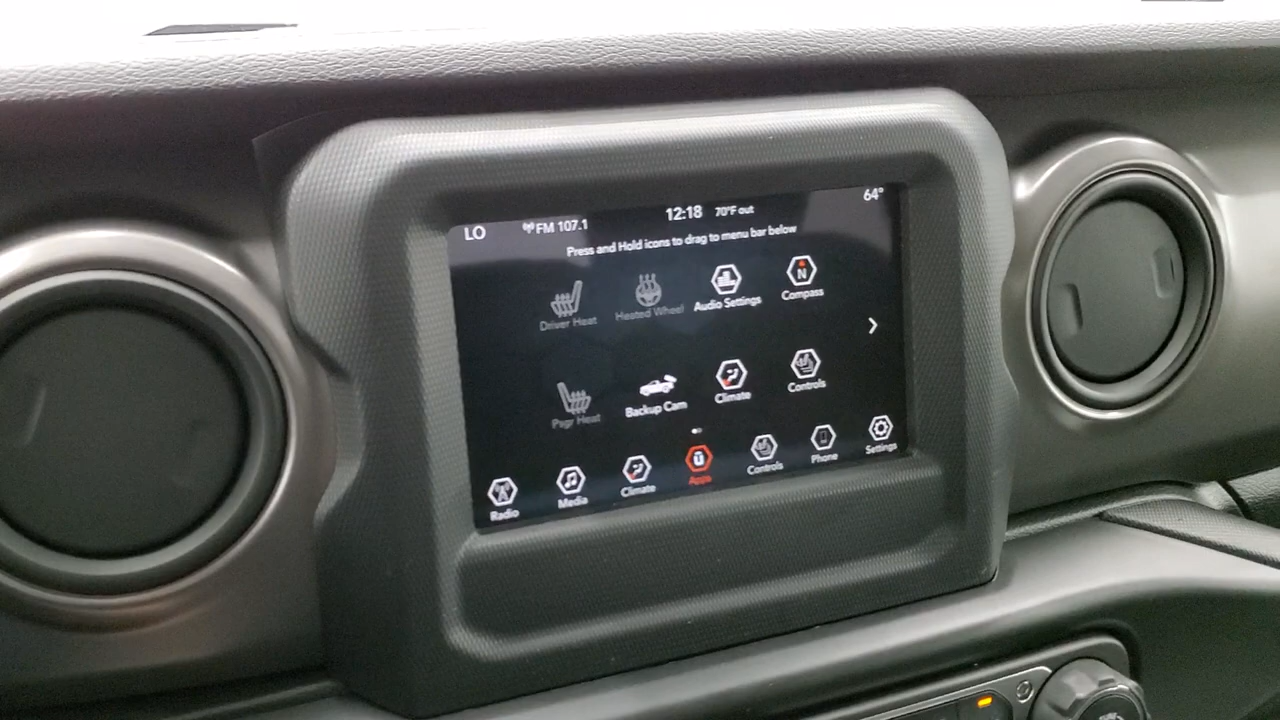 LO FM 107.1 12:18 70°F out 64°
Press and Hold icons to drag to menu bar below
Driver Heat Heated Wheel Audio Settings N Compass
Psgr Heat Backup Cam Climate Controls
Radio Media Climate Apps Controls Phone Settings